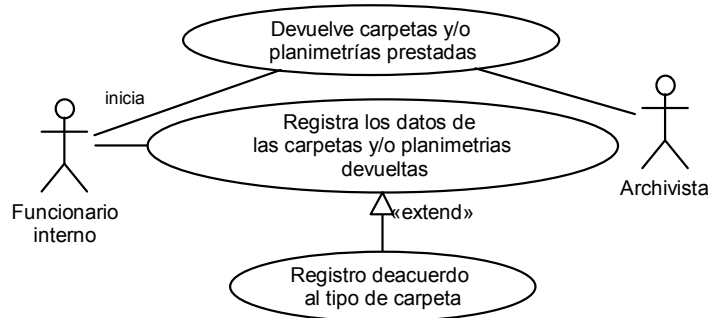 Devuelve carpetas y/o
planimetrías prestadas
inicia
Registra los datos de
las carpetas y/o planimetrias
devueltas
Funcionario
interno
Archivista
«extend»
Registro deacuerdo
al tipo de carpeta